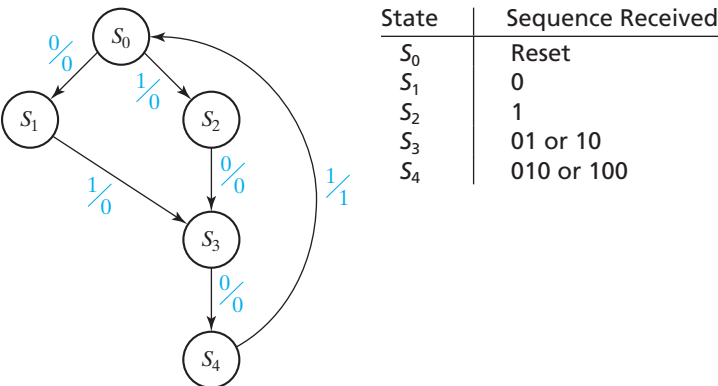 S0
0/0
1/0
S1
S2
1/0
0/0
S3
0/0
S4
1/1
State Sequence Received
S0 Reset
S1 0
S2 1
S3 01 or 10
S4 010 or 100